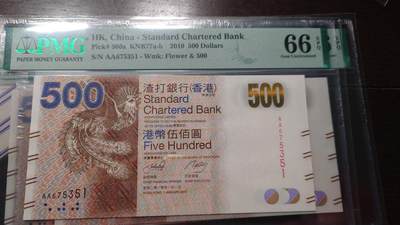 PMG
PAPER MONEY GUARANTY
HK, China - Standard Chartered Bank
Pick# 300a KNB77a-b 2010 500 Dollars
S/N AA675351 - Wmk: Flower & 500
66 EPQ
Gem Uncirculated
500
渣打銀行(香港)
Standard
Chartered Bank
港幣伍佰圓
Five Hundred
500
AA675351
AA675351